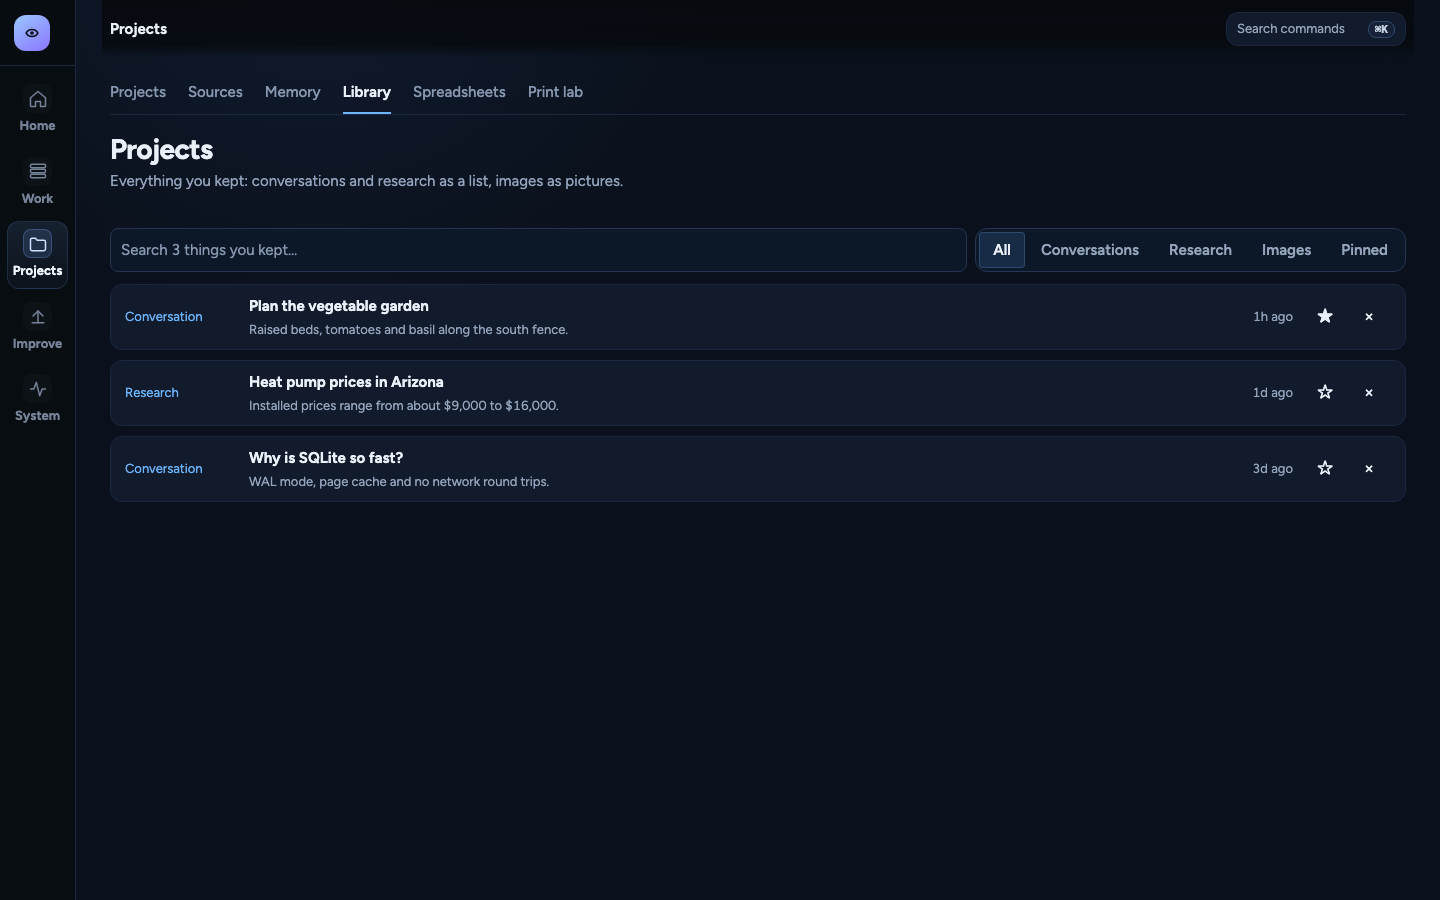 Projects
Search commands ⌘K
Home
Work
Projects
Improve
System
Projects Sources Memory Library Spreadsheets Print lab
Projects
Everything you kept: conversations and research as a list, images as pictures.
Search 3 things you kept...
All Conversations Research Images Pinned
Conversation
Plan the vegetable garden
Raised beds, tomatoes and basil along the south fence.
1h ago
Research
Heat pump prices in Arizona
Installed prices range from about $9,000 to $16,000.
1d ago
Conversation
Why is SQLite so fast?
WAL mode, page cache and no network round trips.
3d ago